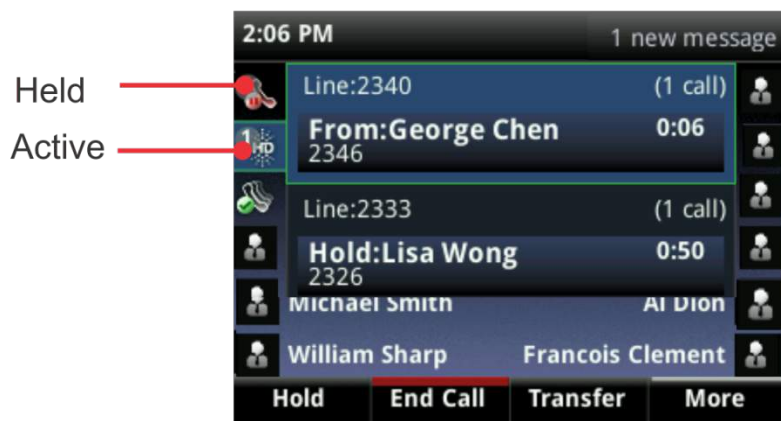 2:06 PM
1 new message
Held
Active
Line:2340
(1 call)
From:George Chen
0:06
2346
1
HD
Line:2333
(1 call)
Hold:Lisa Wong
0:50
2326
Michael Smith
Al Dion
William Sharp
Francois Clement
Hold
End Call
Transfer
More